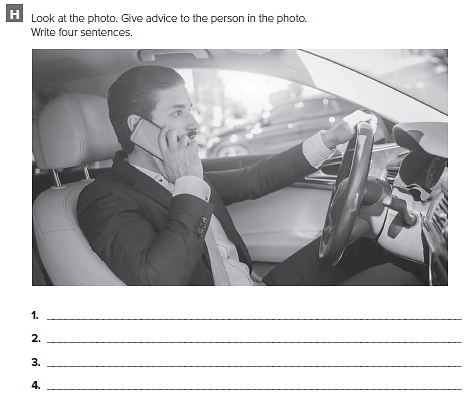 H
Look at the photo. Give advice to the person in the photo.
Write four sentences.
1.
2.
3.
4.